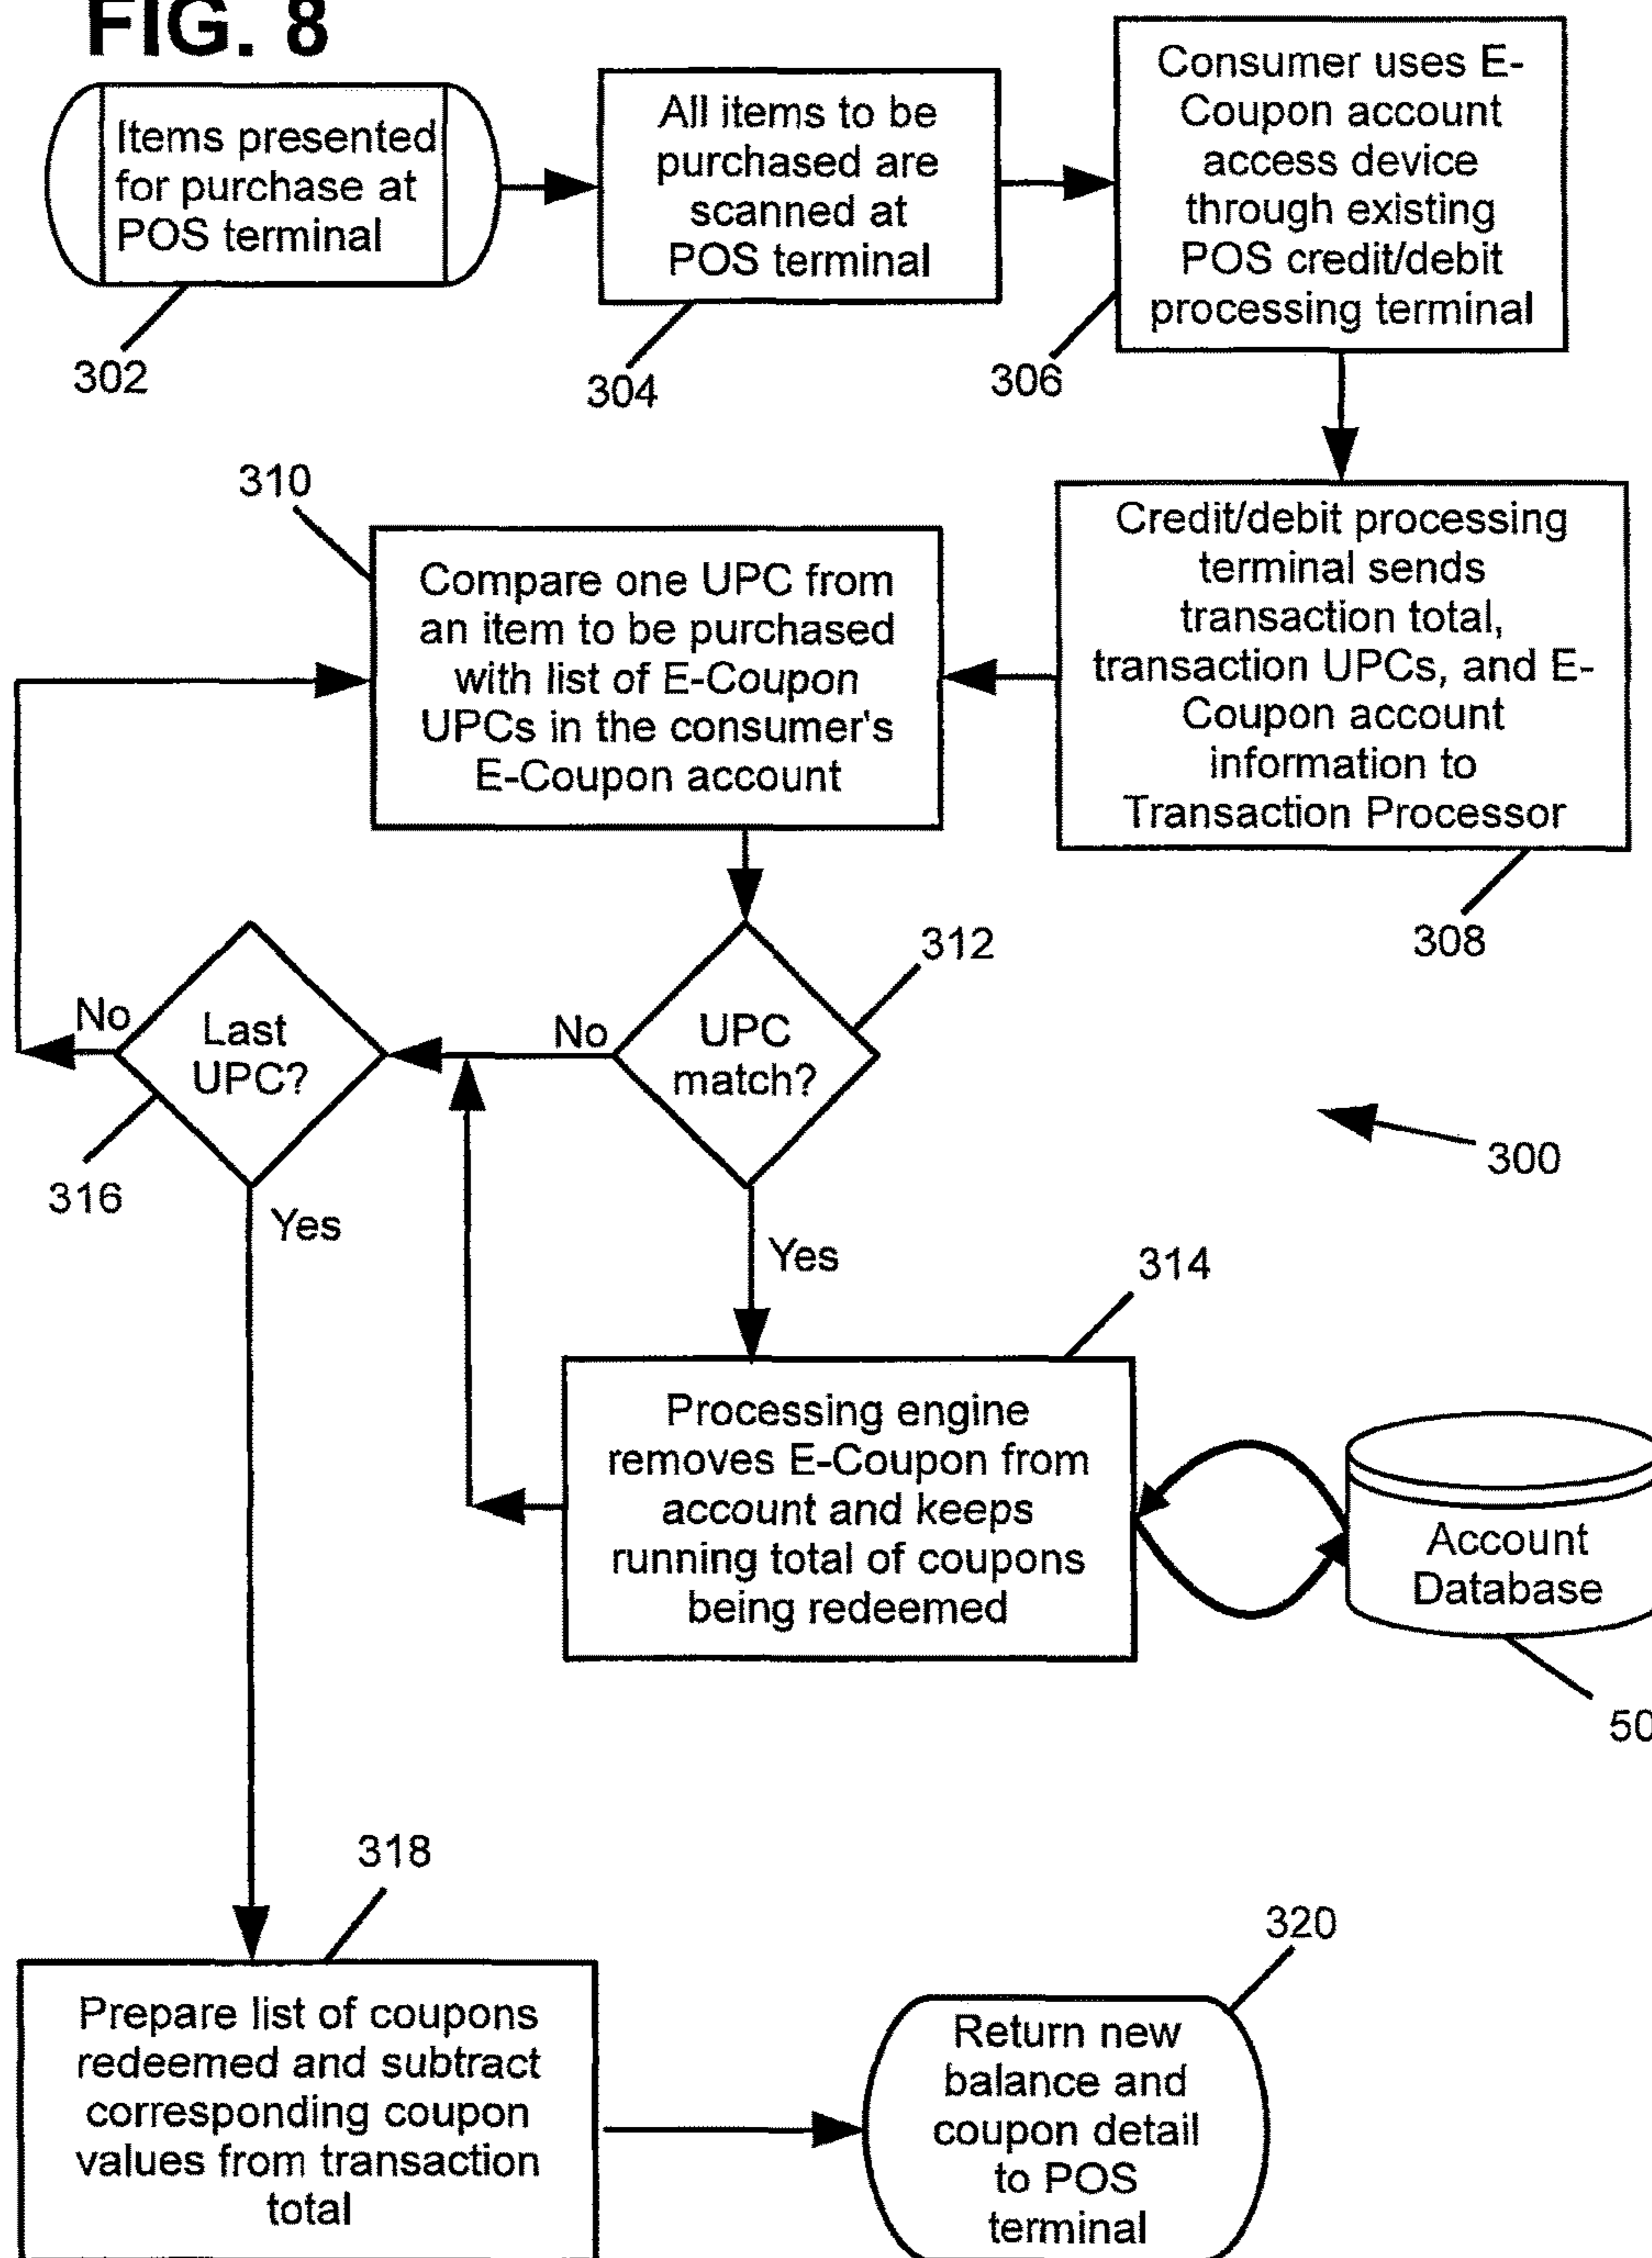 FIG. 8
Items presented
for purchase at
POS terminal
302
All items to be
purchased are
scanned at
POS terminal
304
Consumer uses E-
Coupon account
access device
through existing
POS credit/debit
processing terminal
306
Credit/debit processing
terminal sends
transaction total,
transaction UPCs, and E-
Coupon account
information to
Transaction Processor
308
310
Compare one UPC from
an item to be purchased
with list of E-Coupon
UPCs in the consumer's
E-Coupon account
312
UPC
match?
No
Yes
Last
UPC?
No
316
Yes
300
314
Processing engine
removes E-Coupon from
account and keeps
running total of coupons
being redeemed
Account
Database
50
318
Prepare list of coupons
redeemed and subtract
corresponding coupon
values from transaction
total
320
Return new
balance and
coupon detail
to POS
terminal